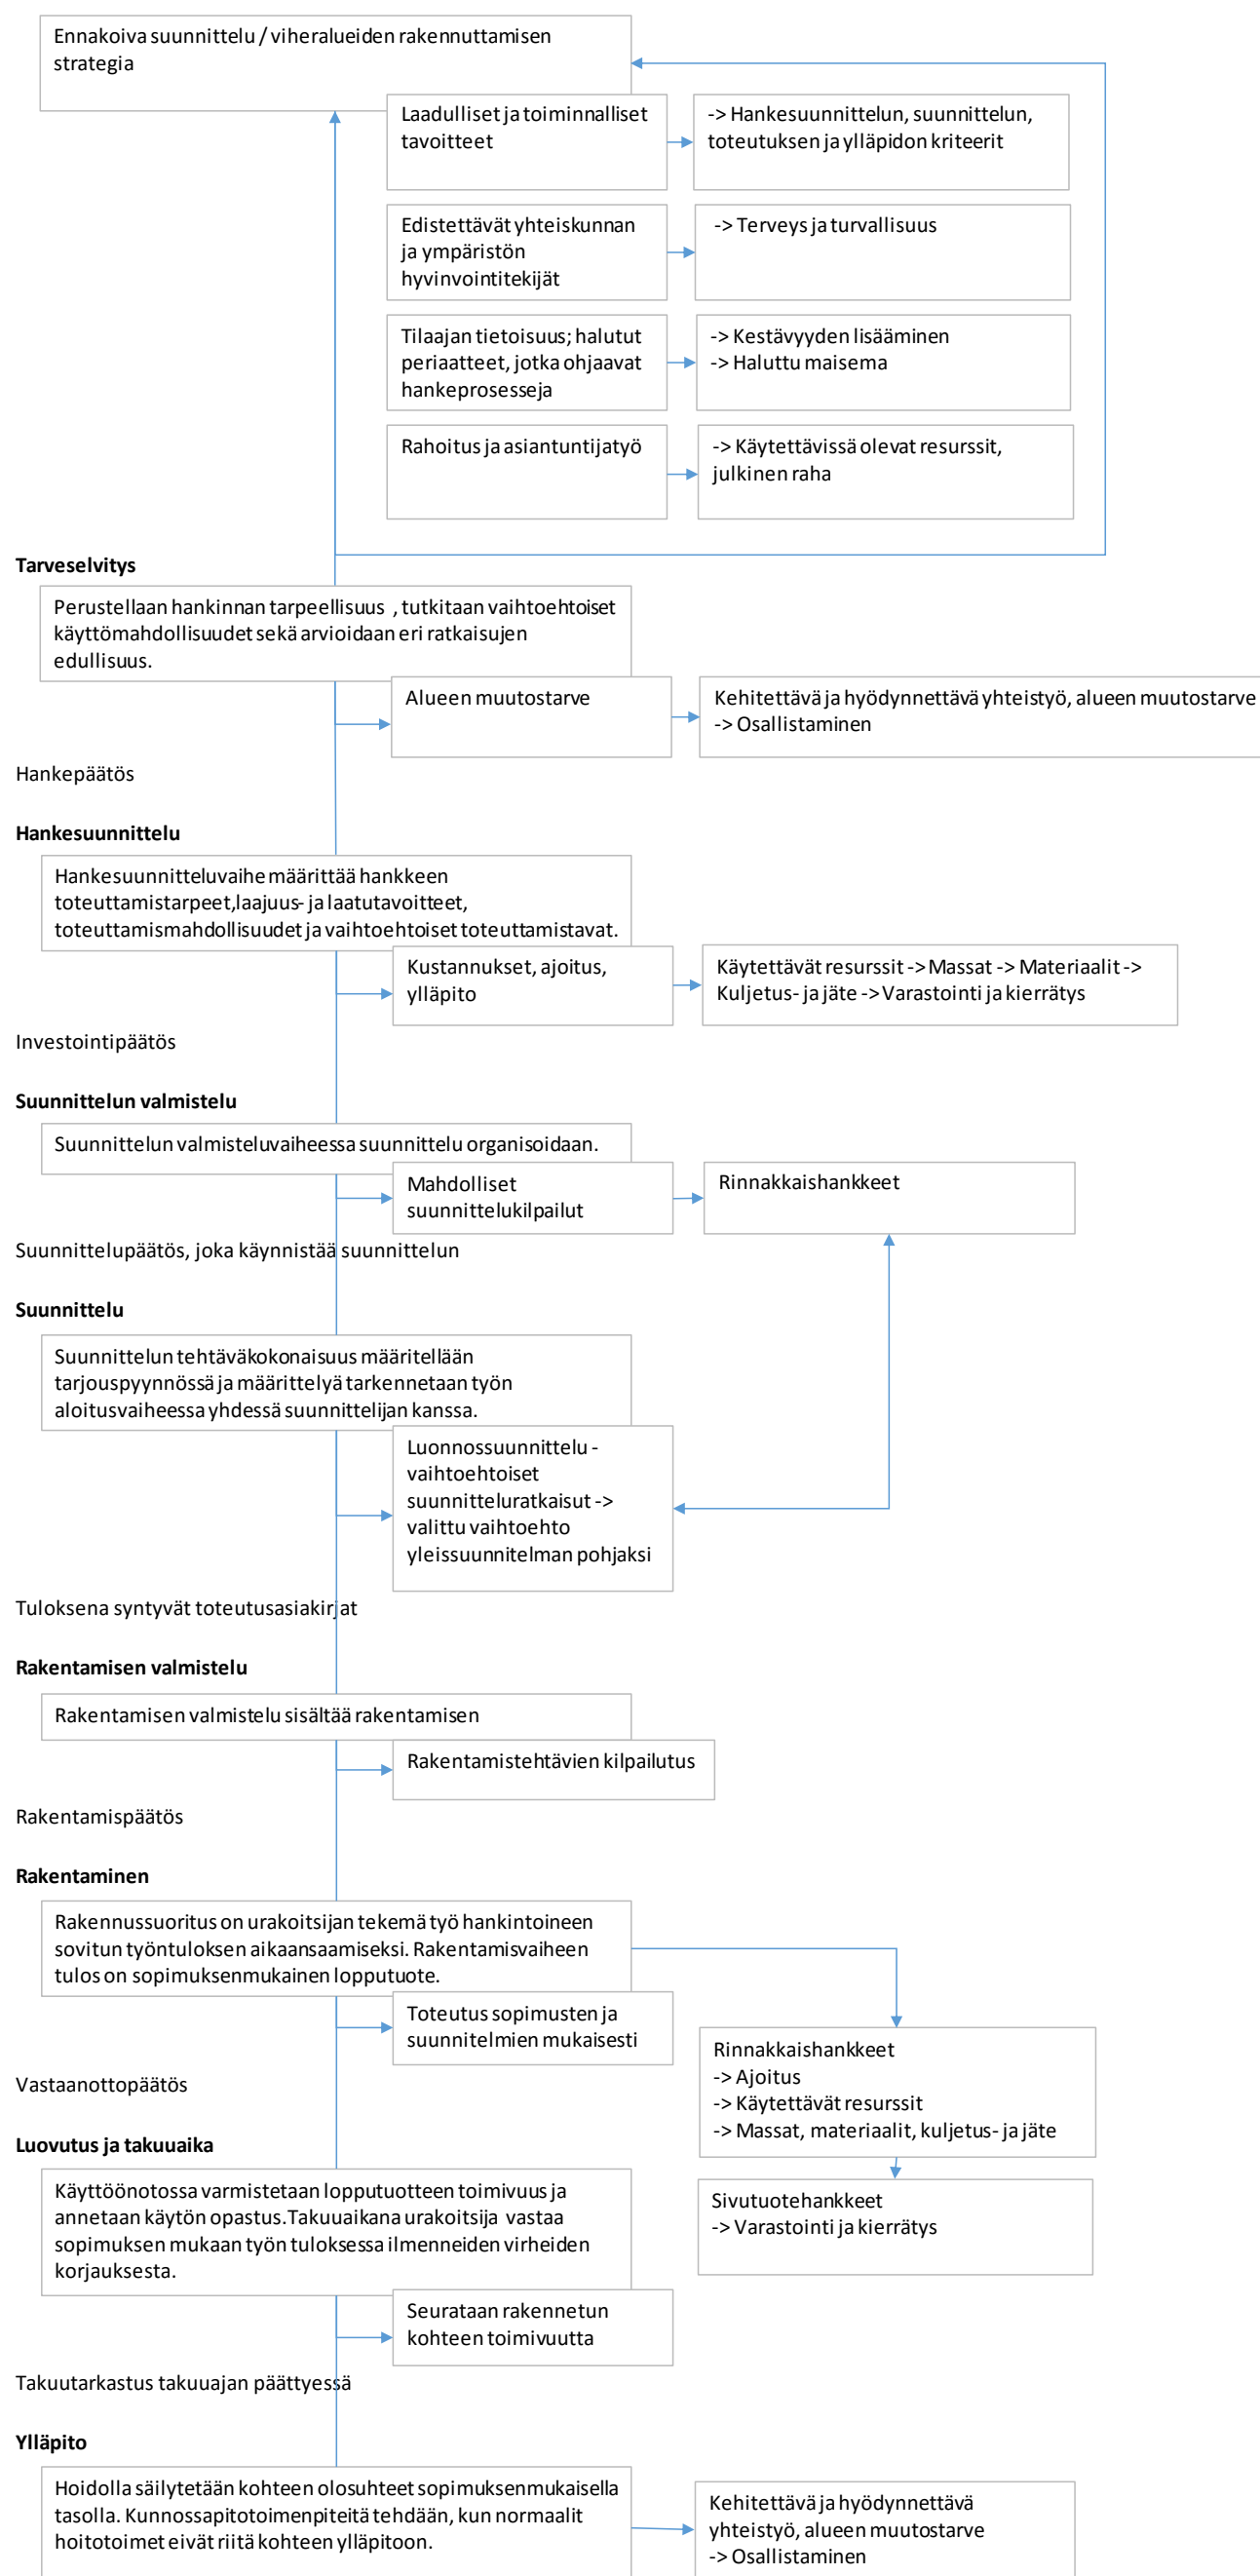 Ennakoiva suunnittelu / viheralueiden rakennuttamisen
strategia
Laadulliset ja toiminnalliset
tavoitteet
-> Hankesuunnittelun, suunnittelun,
toteutuksen ja ylläpidon kriteerit
Edistettävät yhteiskunnan
ja ympäristön
hyvinvointitekijät
-> Terveys ja turvallisuus
Tilaajan tietoisuus; halutut
periaatteet, jotka ohjaavat
hankeprosesseja
-> Kestävyyden lisääminen
-> Haluttu maisema
Rahoitus ja asiantuntijatyö
-> Käytettävissä olevat resurssit,
julkinen raha
Tarveselvitys
Perustellaan hankinnan tarpeellisuus , tutkitaan vaihtoehtoiset
käyttömahdollisuudet sekä arvioidaan eri ratkaisujen
edullisuus.
Alueen muutostarve
Kehitettävä ja hyödynnettävä yhteistyö, alueen muutostarve
-> Osallistaminen
Hankepäätös
Hankesuunnittelu
Hankesuunnitteluvaihe määrittää hankkeen
toteuttamistarpeet,laajuus- ja laatutavoitteet,
toteuttamismahdollisuudet ja vaihtoehtoiset toteuttamistavat.
Kustannukset, ajoitus,
ylläpito
Käytettävät resurssit -> Massat -> Materiaalit ->
Kuljetus- ja jäte -> Varastointi ja kierrätys
Investointipäätös
Suunnittelun valmistelu
Suunnittelun valmisteluvaiheessa suunnittelu organisoidaan.
Mahdolliset
suunnittelukilpailut
Rinnakkaishankkeet
Suunnittelupäätös, joka käynnistää suunnittelun
Suunnittelu
Suunnittelun tehtäväkokonaisuus määritellään
tarjouspyynnössä ja määrittelyä tarkennetaan työn
aloitusvaiheessa yhdessä suunnittelijan kanssa.
Luonnossuunnittelu -
vaihtoehtoiset
suunnitteluratkaisut ->
valittu vaihtoehto
yleissuunnitelman pohjaksi
Tuloksena syntyvät toteutusasiakirjat
Rakentamisen valmistelu
Rakentamisen valmistelu sisältää rakentamisen
Rakentamistehtävien kilpailutus
Rakentamispäätös
Rakentaminen
Rakennussuoritus on urakoitsijan tekemä työ hankintoineen
sovitun työntuloksen aikaansaamiseksi. Rakentamisvaiheen
tulos on sopimuksenmukainen lopputuote.
Toteutus sopimusten ja
suunnitelmien mukaisesti
Rinnakkaishankkeet
-> Ajoitus
-> Käytettävät resurssit
-> Massat, materiaalit, kuljetus- ja jäte
Vastaanottopäätös
Luovutus ja takuuaika
Käyttöönotossa varmistetaan lopputuotteen toimivuus ja
annetaan käytön opastus.Takuuaikana urakoitsija vastaa
sopimuksen mukaan työn tuloksessa ilmenneiden virheiden
korjauksesta.
Sivutuotehankkeet
-> Varastointi ja kierrätys
Seurataan rakennetun
kohteen toimivuutta
Takuutarkastus takuuajan päättyessä
Ylläpito
Hoidolla säilytetään kohteen olosuhteet sopimuksenmukaisella
tasolla. Kunnossapitotoimenpiteitä tehdään, kun normaalit
hoitotoimet eivät riitä kohteen ylläpitoon.
Kehitettävä ja hyödynnettävä
yhteistyö, alueen muutostarve
-> Osallistaminen